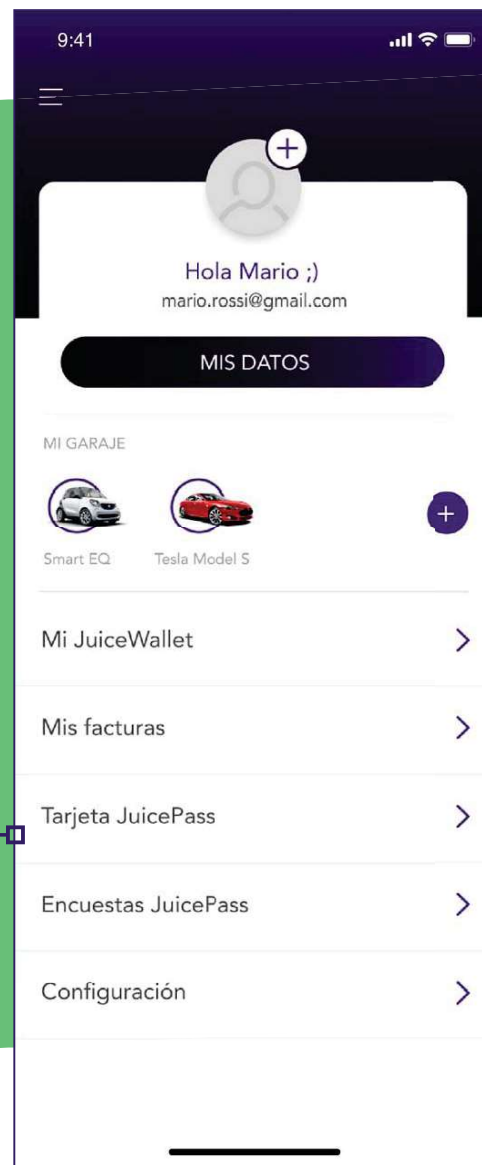 9:41
Hola Mario ;)
mario.rossi@gmail.com
MIS DATOS
MI GARAJE
Smart EQ Tesla Model S
Mi JuiceWallet
Mis facturas
Tarjeta JuicePass
Encuestas JuicePass
Configuración